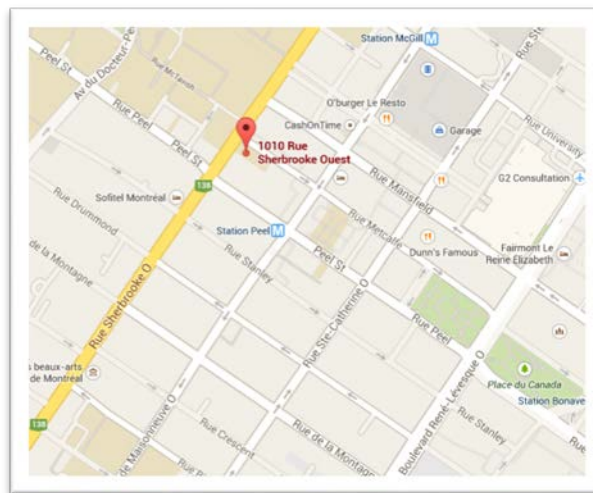 Station McGill
Rue Ste-
Av du Docteur-Pe
Peel St
Rue McTavish
O'burger Le Resto
CashOnTime
Garage
Rue University
1010 Rue
Sherbrooke Ouest
Rue Peel
Peel St
Rue Mansfield
G2 Consultation
138
Sofitel Montréal
Rue Metcalfe
Rue Drummond
Station Peel
Dunn's Famous
Fairmont Le
Reine Elizabeth
de la Montagne
Rue Stanley
Peel St
Rue Sherbrooke O
Rue Ste-Catherine O
Rue Peel
s beaux-arts
de Montréal
Place du Canada
Station Bonave
138
de Maisonneuve O
Rue Crescent
Rue de la Montagne
Boulevard René-Lévesque O
Rue Stanley
Rue